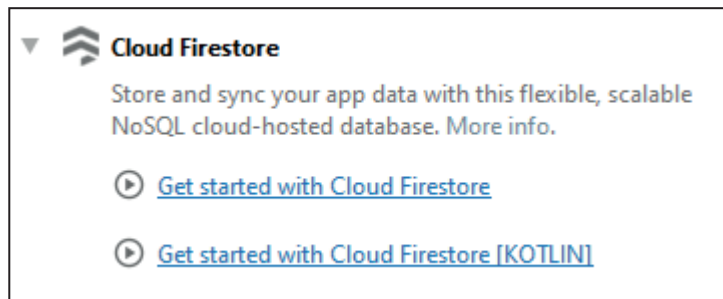 Cloud Firestore
Store and sync your app data with this flexible, scalable
NoSQL cloud-hosted database. More info.
Get started with Cloud Firestore
Get started with Cloud Firestore [KOTLIN]